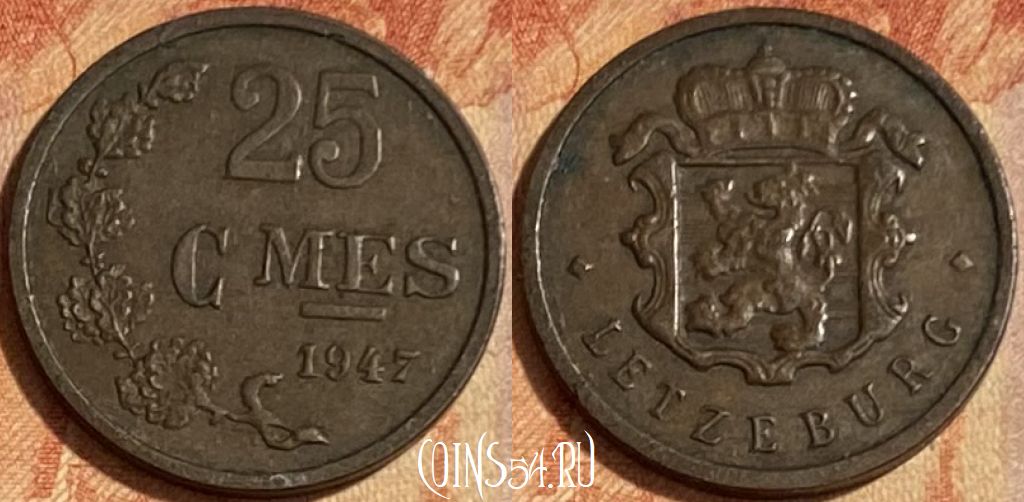 25
C MES
1947
LETZEBURG
COINS54.RU